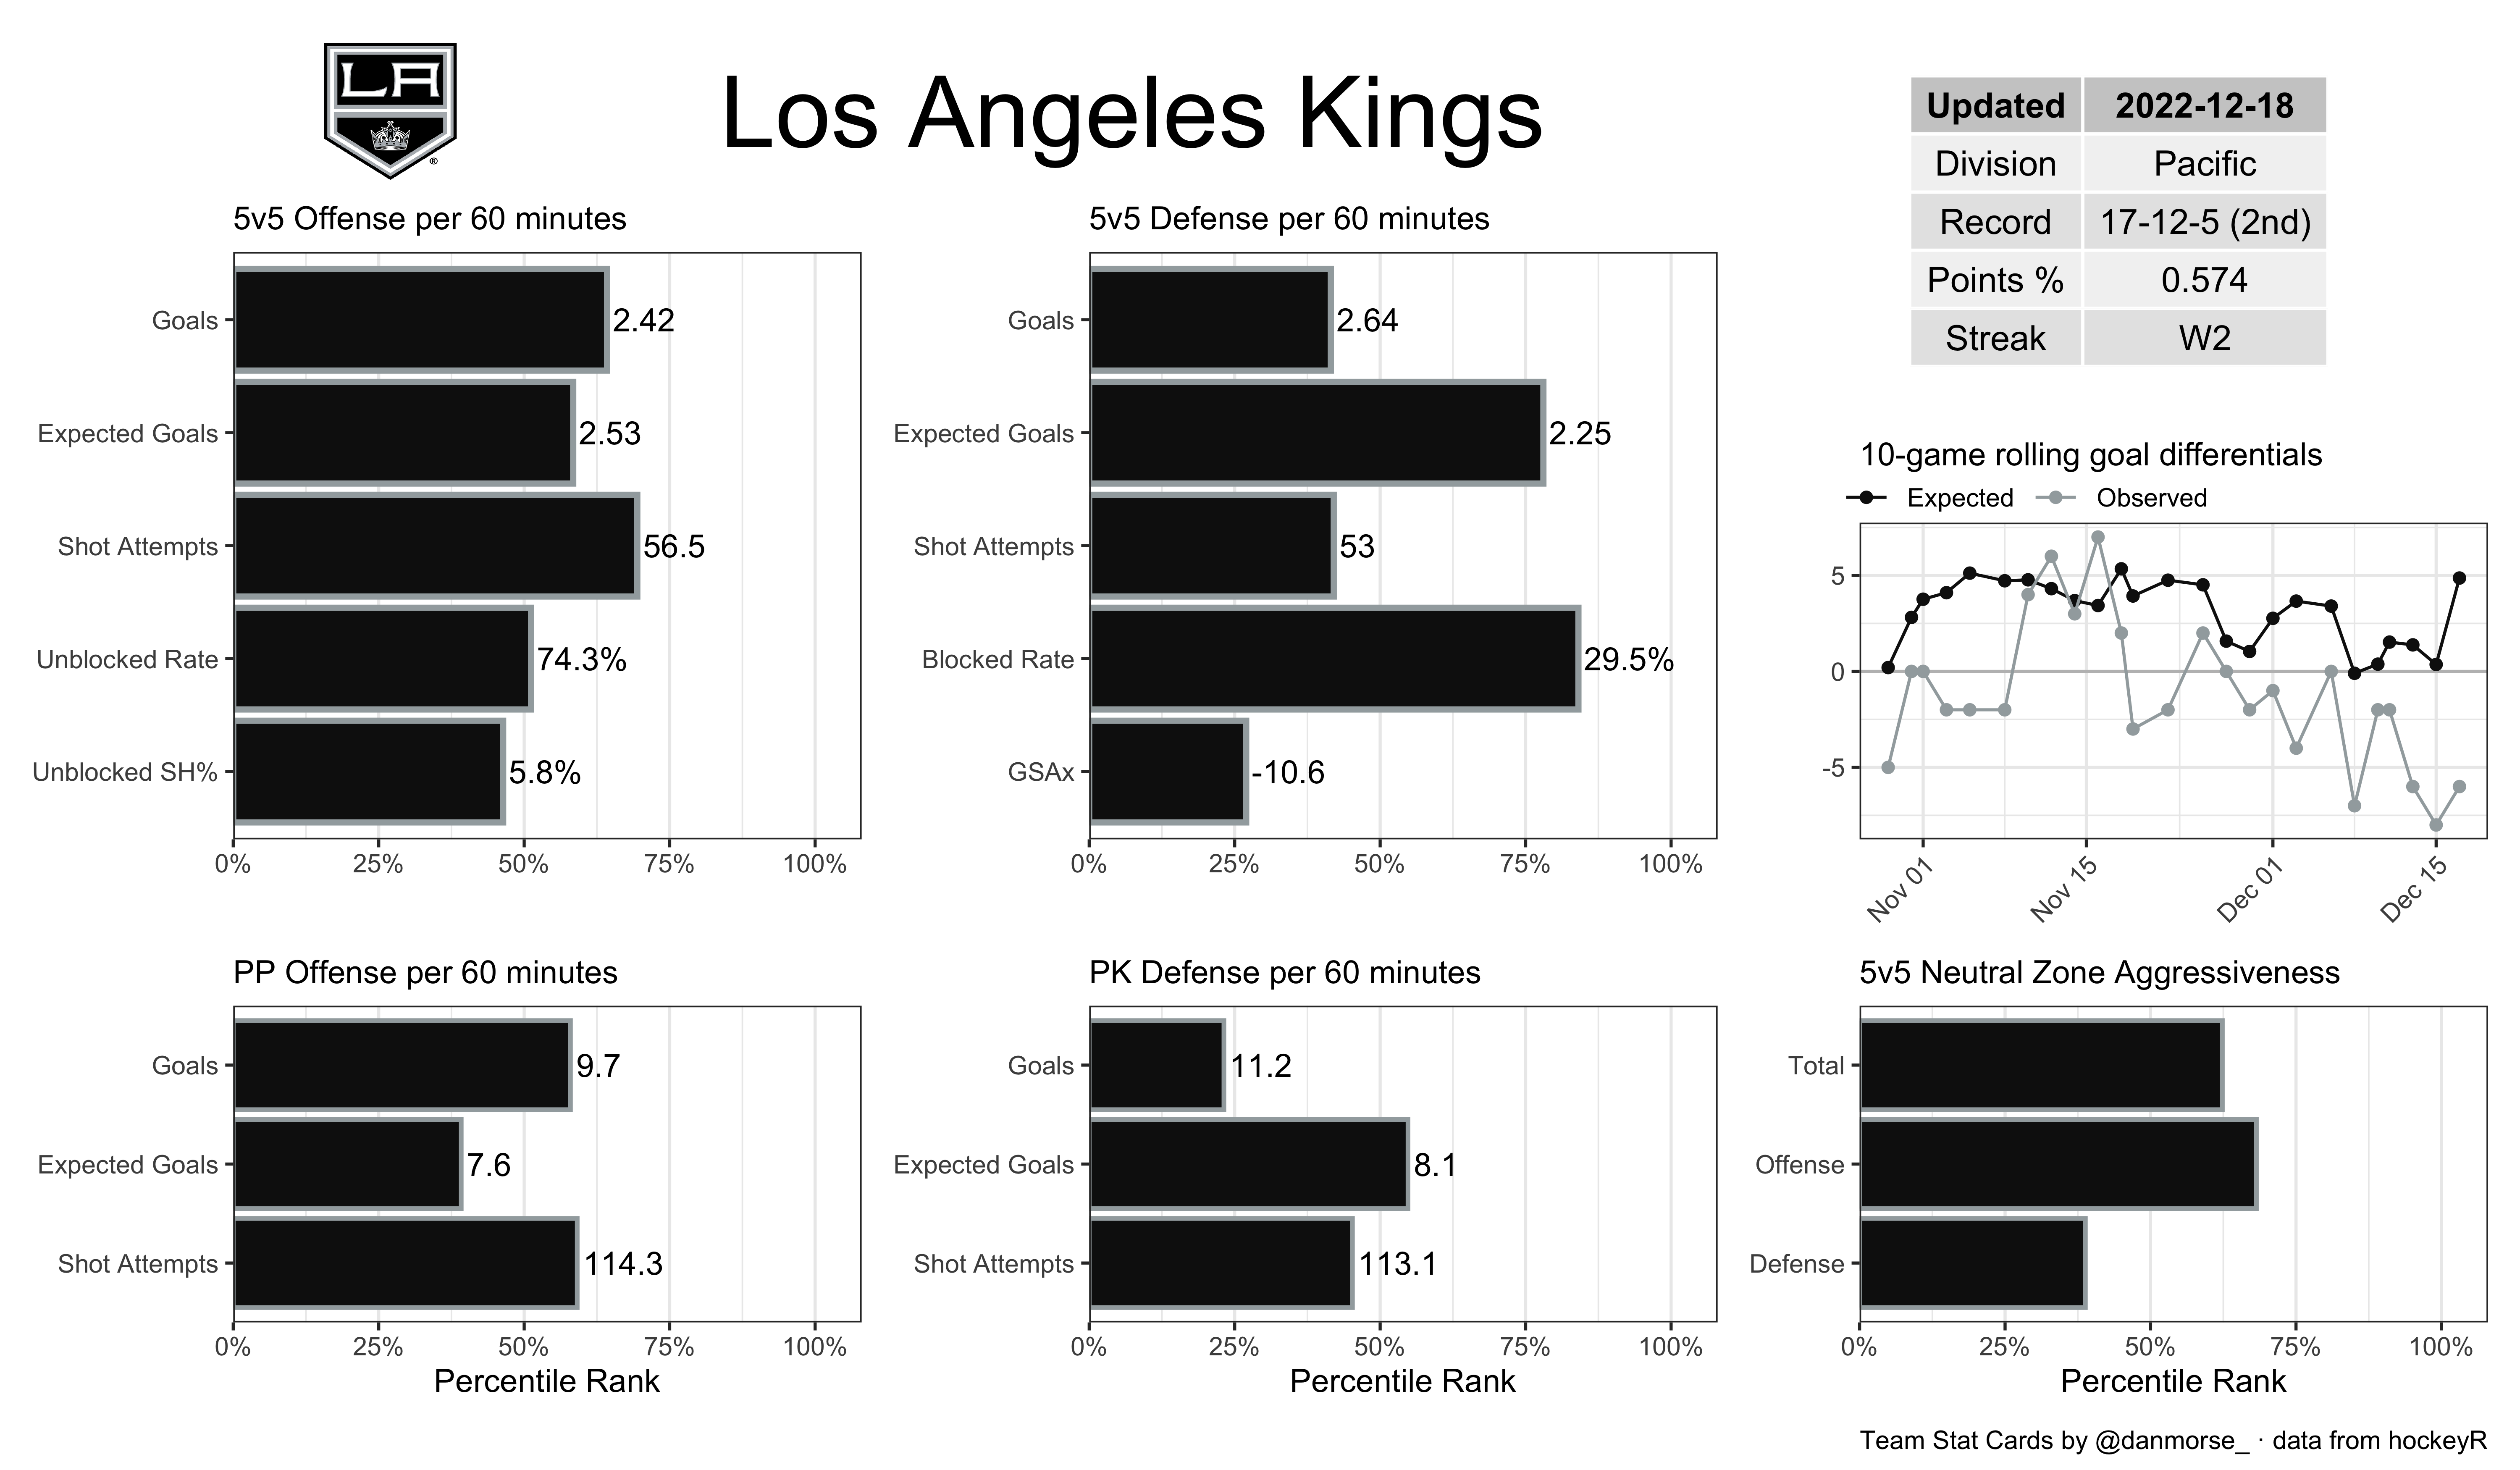 LA
®
Los Angeles Kings
Updated 2022-12-18
Division Pacific
Record 17-12-5 (2nd)
Points % 0.574
Streak W2
5v5 Offense per 60 minutes
Goals 2.42
Expected Goals 2.53
Shot Attempts 56.5
Unblocked Rate 74.3%
Unblocked SH% 5.8%
0% 25% 50% 75% 100%
5v5 Defense per 60 minutes
Goals 2.64
Expected Goals 2.25
Shot Attempts 53
Blocked Rate 29.5%
GSAx -10.6
0% 25% 50% 75% 100%
10-game rolling goal differentials
Expected Observed
5
0
-5
Nov 01 Nov 15 Dec 01 Dec 15
PP Offense per 60 minutes
Goals 9.7
Expected Goals 7.6
Shot Attempts 114.3
0% 25% 50% 75% 100%
Percentile Rank
PK Defense per 60 minutes
Goals 11.2
Expected Goals 8.1
Shot Attempts 113.1
0% 25% 50% 75% 100%
Percentile Rank
5v5 Neutral Zone Aggressiveness
Total
Offense
Defense
0% 25% 50% 75% 100%
Percentile Rank
Team Stat Cards by @danmorse_ · data from hockeyR